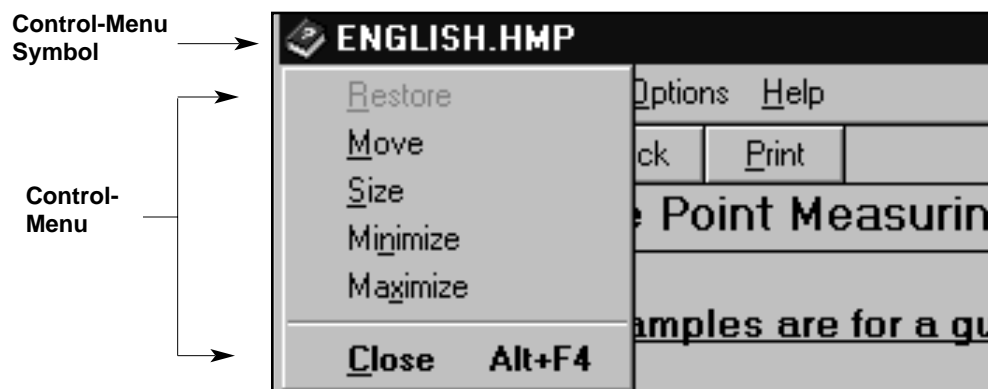 Control-Menu
Symbol
ENGLISH.HMP
Restore
Options Help
Move
ck Print
Control-
Menu
Size
e Point Measurin
Minimize
Maximize
amples are for a gu
Close Alt+F4